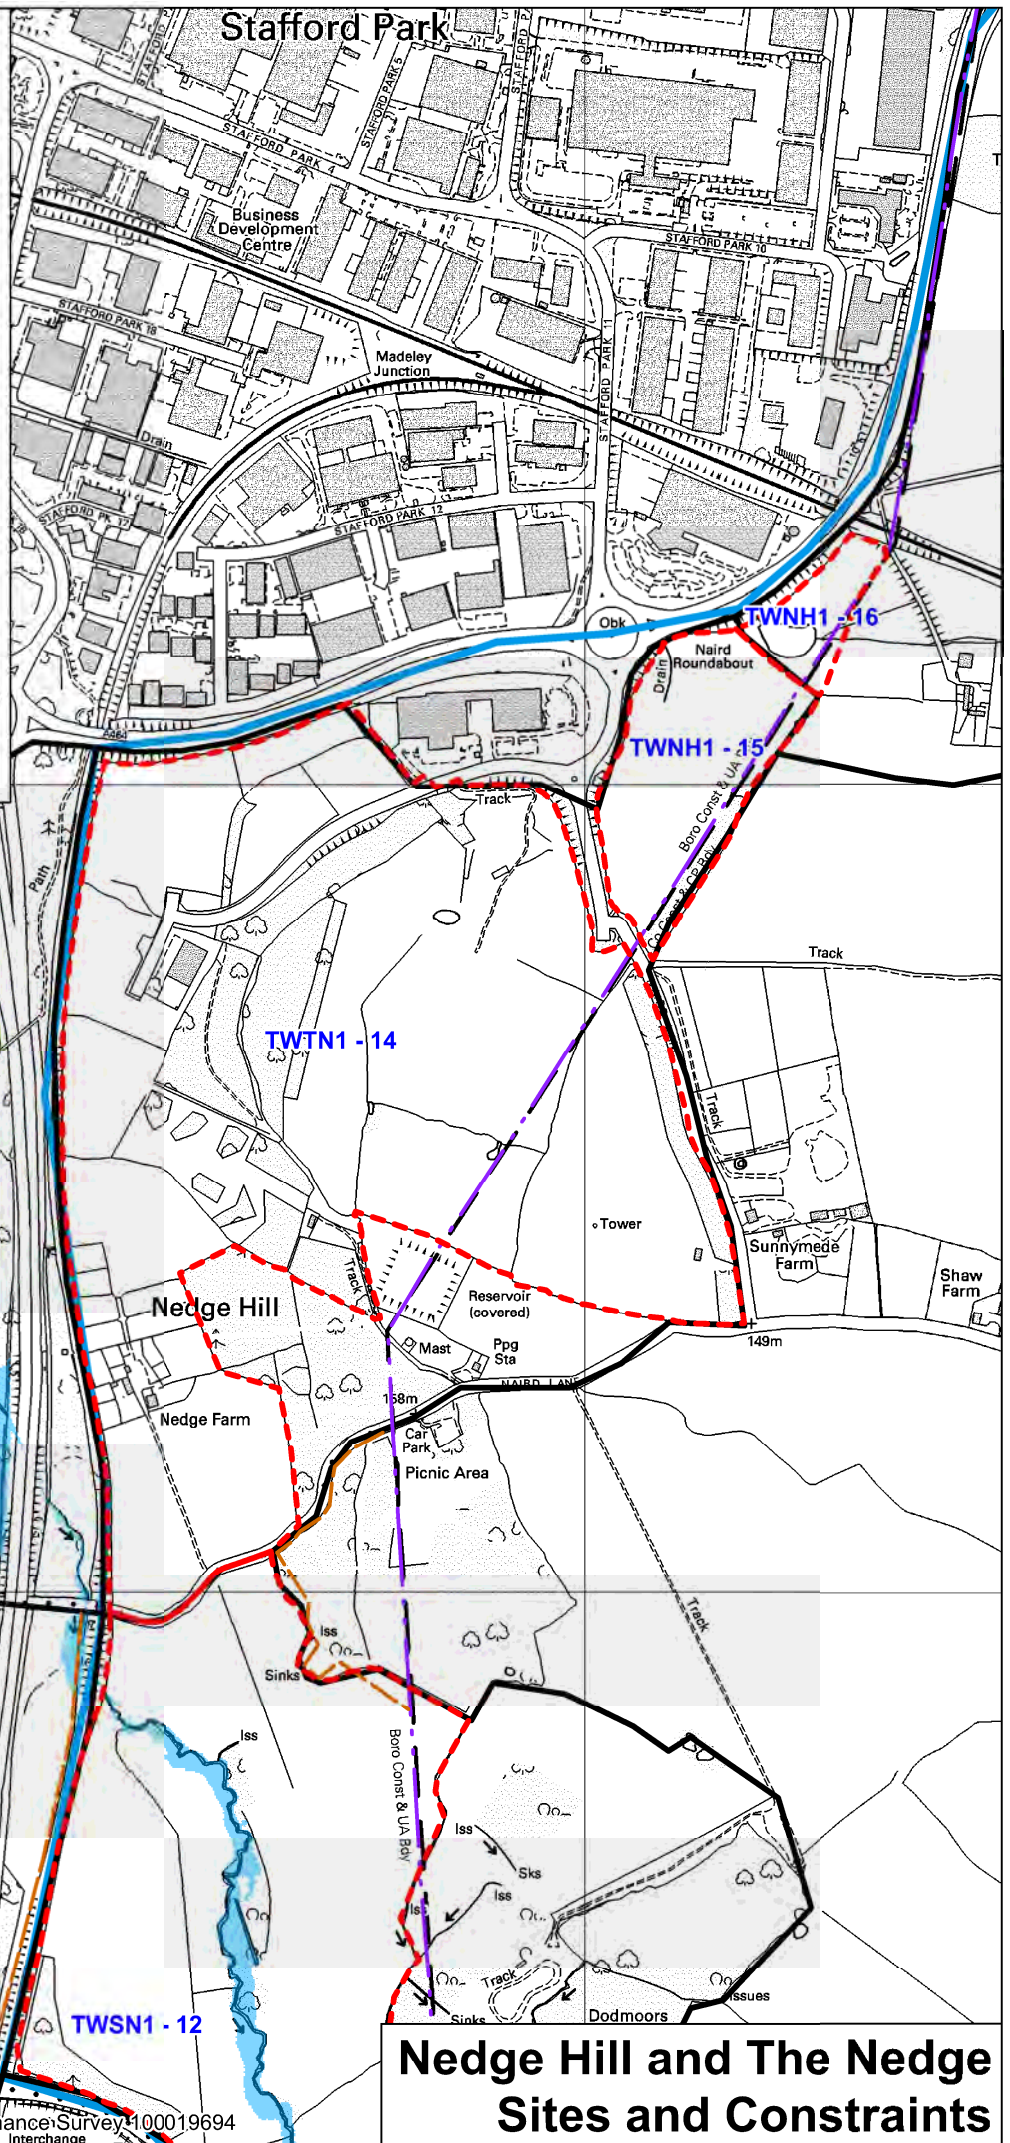 Stafford Park
STAFFORD PARK 5
STAFFORD PARK 4
Business
Development
Centre
STAFFORD PARK 10
STAFFORD PARK 18
Madeley
Junction
STAFFORD PARK 11
Drain
STAFFORD PK 17
STAFFORD PARK 12
Obk
TWNH1 - 16
Naird
Roundabout
Drain
A464
TWNH1 - 15
Boro Const & UA
Track
Path
Co Const & CP Bdy
Track
TWTN1 - 14
Track
Tower
Sunnymede
Farm
Shaw
Farm
Track
Reservoir
(covered)
Nedge Hill
149m
Mast
Ppg
Sta
NAIRD LANE
158m
Nedge Farm
Car
Park
Picnic Area
Track
Iss
Sinks
Iss
Boro Const & UA Bdy
Iss
Sks
Iss
Iss
Track
Issues
Sinks
Dodmoors
TWSN1 - 12
Nedge Hill and The Nedge
Sites and Constraints
nance Survey 100019694
Interchange